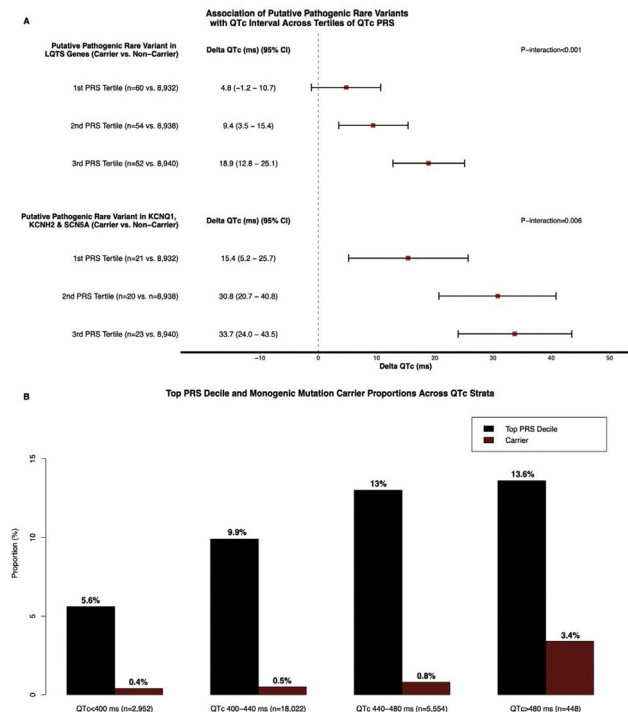 A
Association of Putative Pathogenic Rare Variants
with QTc Interval Across Tertiles of QTc PRS
Putative Pathogenic Rare Variant in
LQTS Genes (Carrier vs. Non-Carrier)
Delta QTc (ms) (95% CI)
P-interaction<0.001
1st PRS Tertile (n=60 vs. 8,932)
4.8 (−1.2 − 10.7)
2nd PRS Tertile (n=54 vs. 8,938)
9.4 (3.5 − 15.4)
3rd PRS Tertile (n=52 vs. 8,940)
18.9 (12.8 − 25.1)
Putative Pathogenic Rare Variant in KCNQ1,
KCNH2 & SCN5A (Carrier vs. Non-Carrier)
Delta QTc (ms) (95% CI)
P-interaction=0.006
1st PRS Tertile (n=21 vs. 8,932)
15.4 (5.2 − 25.7)
2nd PRS Tertile (n=20 vs. n=8,938)
30.8 (20.7 − 40.8)
3rd PRS Tertile (n=23 vs. 8,940)
33.7 (24.0 − 43.5)
−10 0 10 20 30 40 50
Delta QTc (ms)
B
Top PRS Decile and Monogenic Mutation Carrier Proportions Across QTc Strata
Top PRS Decile
Carrier
Proportion (%)
15
10
5
0
5.6%
0.4%
9.9%
0.5%
13%
0.8%
13.6%
3.4%
QTc<400 ms (n=2,952)
QTc 400−440 ms (n=18,022)
QTc 440−480 ms (n=5,554)
QTc>480 ms (n=448)